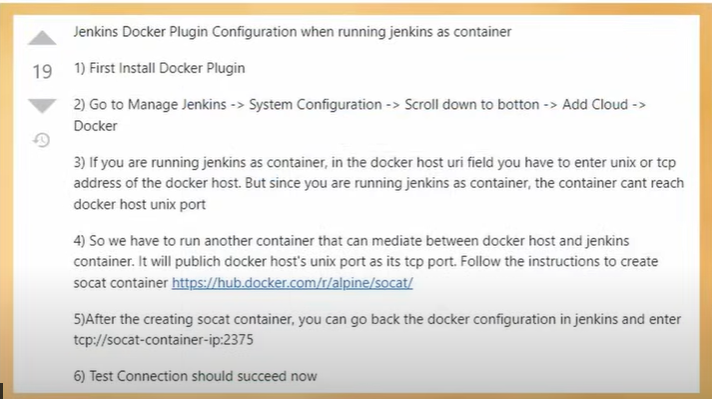 Jenkins Docker Plugin Configuration when running jenkins as container
19
1) First Install Docker Plugin
2) Go to Manage Jenkins -> System Configuration -> Scroll down to botton -> Add Cloud ->
Docker
3) If you are running jenkins as container, in the docker host uri field you have to enter unix or tcp
address of the docker host. But since you are running jenkins as container, the container cant reach
docker host unix port
4) So we have to run another container that can mediate between docker host and jenkins
container. It will publish docker host's unix port as its tcp port. Follow the instructions to create
socat container https://hub.docker.com/r/alpine/socat/
5)After the creating socat container, you can go back the docker configuration in jenkins and enter
tcp://socat-container-ip:2375
6) Test Connection should succeed now